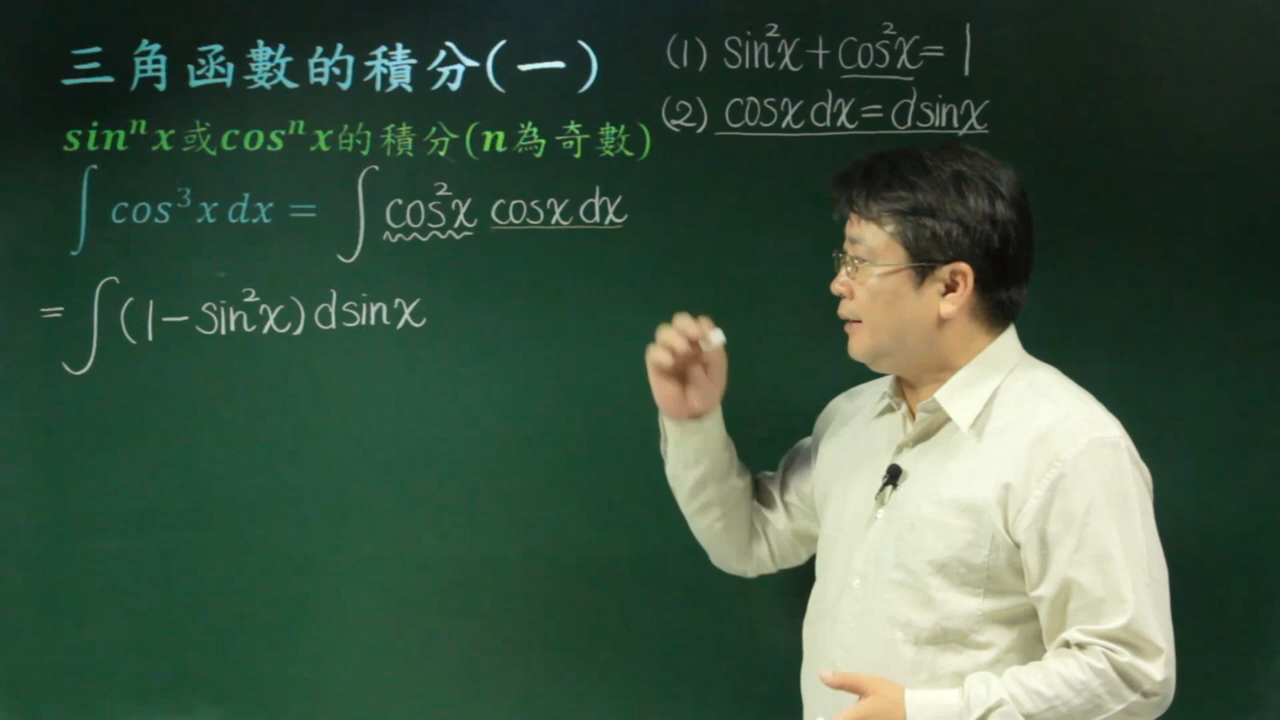 三角函數的積分(一)
sinⁿx或cosⁿx的積分(n為奇數)
∫ cos³x dx = ∫ cos²x cosx dx
= ∫ (1 − sin²x) dsinx
(1) sin²x + cos²x = 1
(2) cosx dx = dsinx